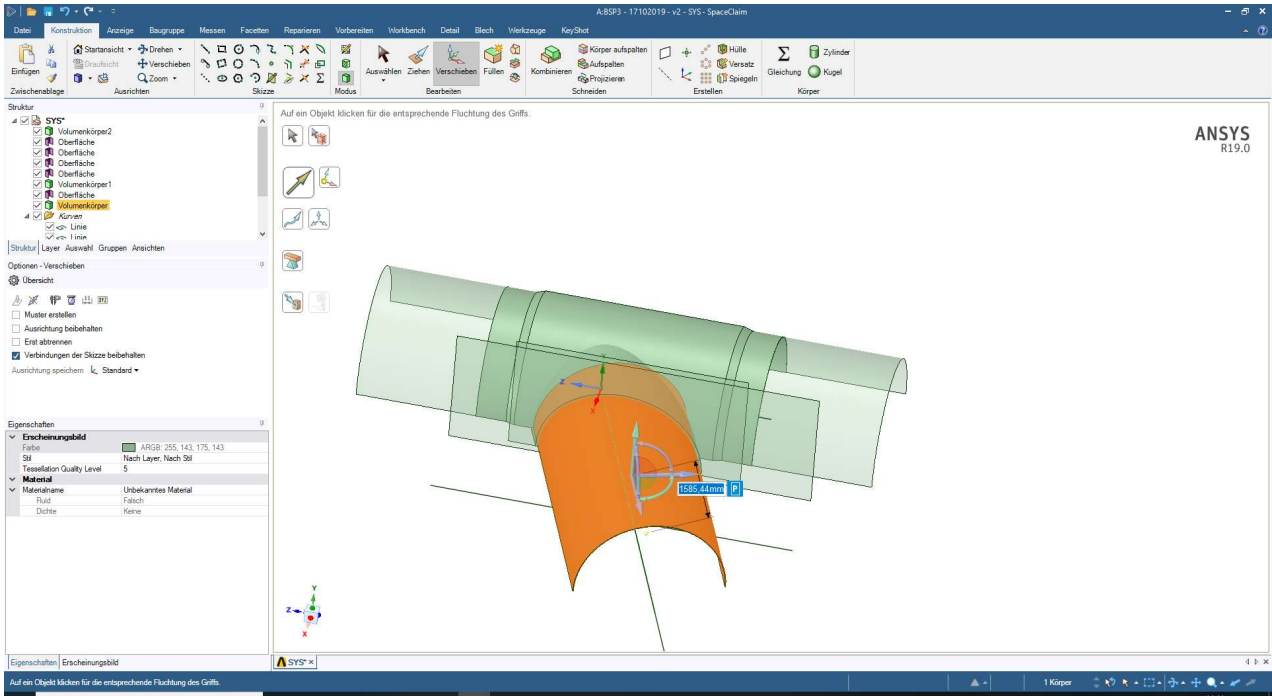 A:BSP3 - 17102019 - v2 - SYS - SpaceClaim
Datei Konstruktion Anzeige Baugruppe Messen Facetten Reparieren Vorbereiten Workbench Detail Blech Werkzeuge KeyShot
Einfügen
Startansicht Drehen
Draufsicht Verschieben
Zoom
Auswählen Ziehen Verschieben Füllen
Kombinieren
Körper aufspalten
Aufspalten
Projizieren
Hülle
Versatz
Spiegeln
Gleichung
Zylinder
Kugel
Zwischenablage Ausrichten Skizze Modus Bearbeiten Schneiden Erstellen Körper
Struktur
SYS*
Volumenkörper2
Oberfläche
Oberfläche
Oberfläche
Oberfläche
Volumenkörper1
Oberfläche
Volumenkörper
Kurven
Linie
Linie
Struktur Layer Auswahl Gruppen Ansichten
Optionen - Verschieben
Übersicht
XYZ
Muster erstellen
Ausrichtung beibehalten
Erst abtrennen
Verbindungen der Skizze beibehalten
Ausrichtung speichern Standard
Eigenschaften
Erscheinungsbild
Farbe ARGB: 255, 143, 175, 143
Stil Nach Layer, Nach Stil
Tessellation Quality Level 5
Material
Materialname Unbekanntes Material
Fluid Falsch
Dichte Keine
Eigenschaften Erscheinungsbild
Auf ein Objekt klicken für die entsprechende Fluchtung des Griffs.
ANSYS
R19.0
Y
Z
X
1585,44mm P
Y
Z
X
SYS* ×
Auf ein Objekt klicken für die entsprechende Fluchtung des Griffs.
1 Körper